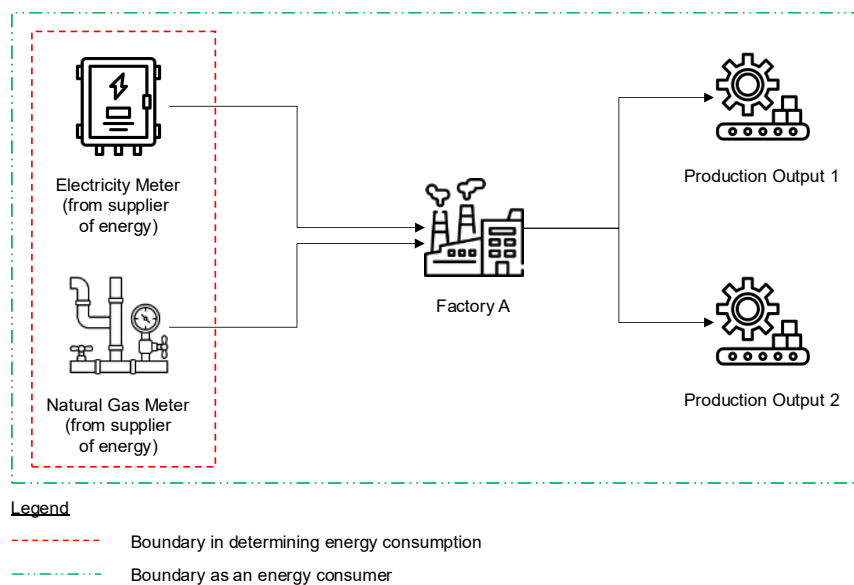 Electricity Meter
(from supplier
of energy)
Production Output 1
Factory A
Natural Gas Meter
(from supplier
of energy)
Production Output 2
Legend
Boundary in determining energy consumption
Boundary as an energy consumer